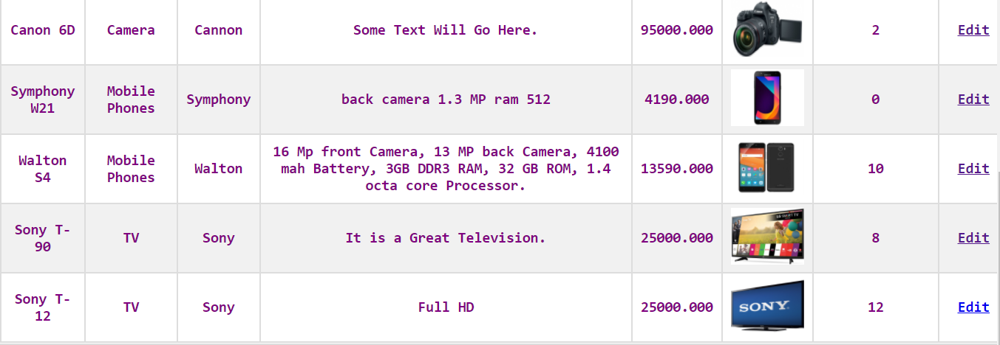 Canon 6D Camera Cannon Some Text Will Go Here. 95000.000 2 Edit
Symphony W21 Mobile Phones Symphony back camera 1.3 MP ram 512 4190.000 0 Edit
Walton S4 Mobile Phones Walton 16 Mp front Camera, 13 MP back Camera, 4100
mah Battery, 3GB DDR3 RAM, 32 GB ROM, 1.4
octa core Processor. 13590.000 10 Edit
Sony T-
90 TV Sony It is a Great Television. 25000.000 8 Edit
Sony T-
12 TV Sony Full HD 25000.000 SONY 12 Edit